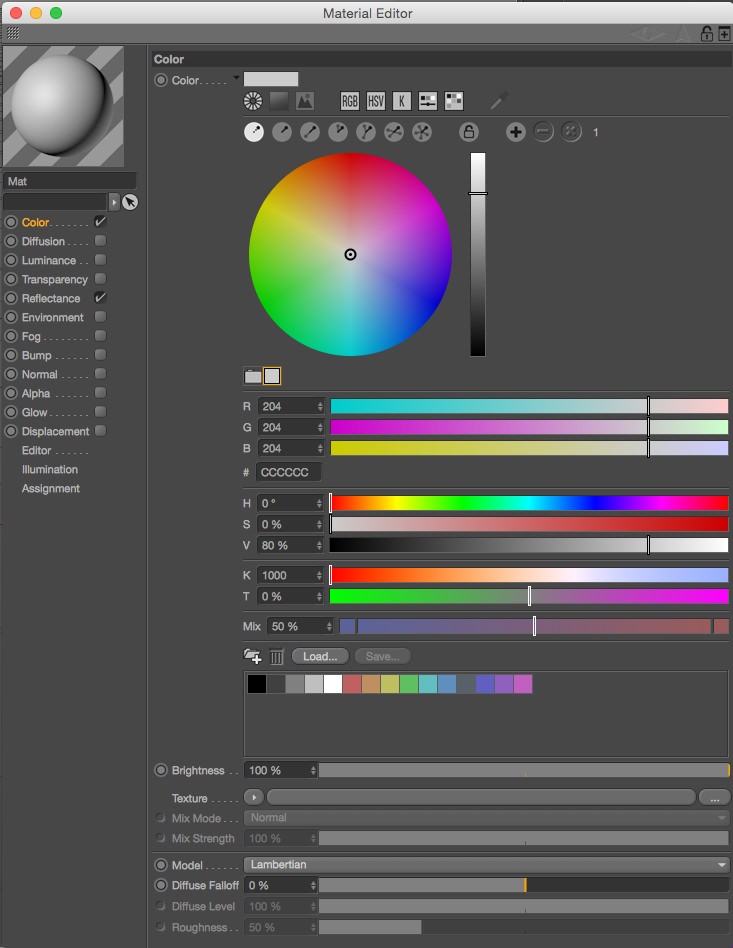 Material Editor
Color
Color
RGB HSV K
1
Mat
Color
Diffusion
Luminance
Transparency
Reflectance
Environment
Fog
Bump
Normal
Alpha
Glow
Displacement
Editor
Illumination
Assignment
R 204
G 204
B 204
# CCCCCC
H 0 °
S 0 %
V 80 %
K 1000
T 0 %
Mix 50 %
Load... Save...
Brightness 100 %
Texture ...
Mix Mode Normal
Mix Strength 100 %
Model Lambertian
Diffuse Falloff 0 %
Diffuse Level 100 %
Roughness 50 %